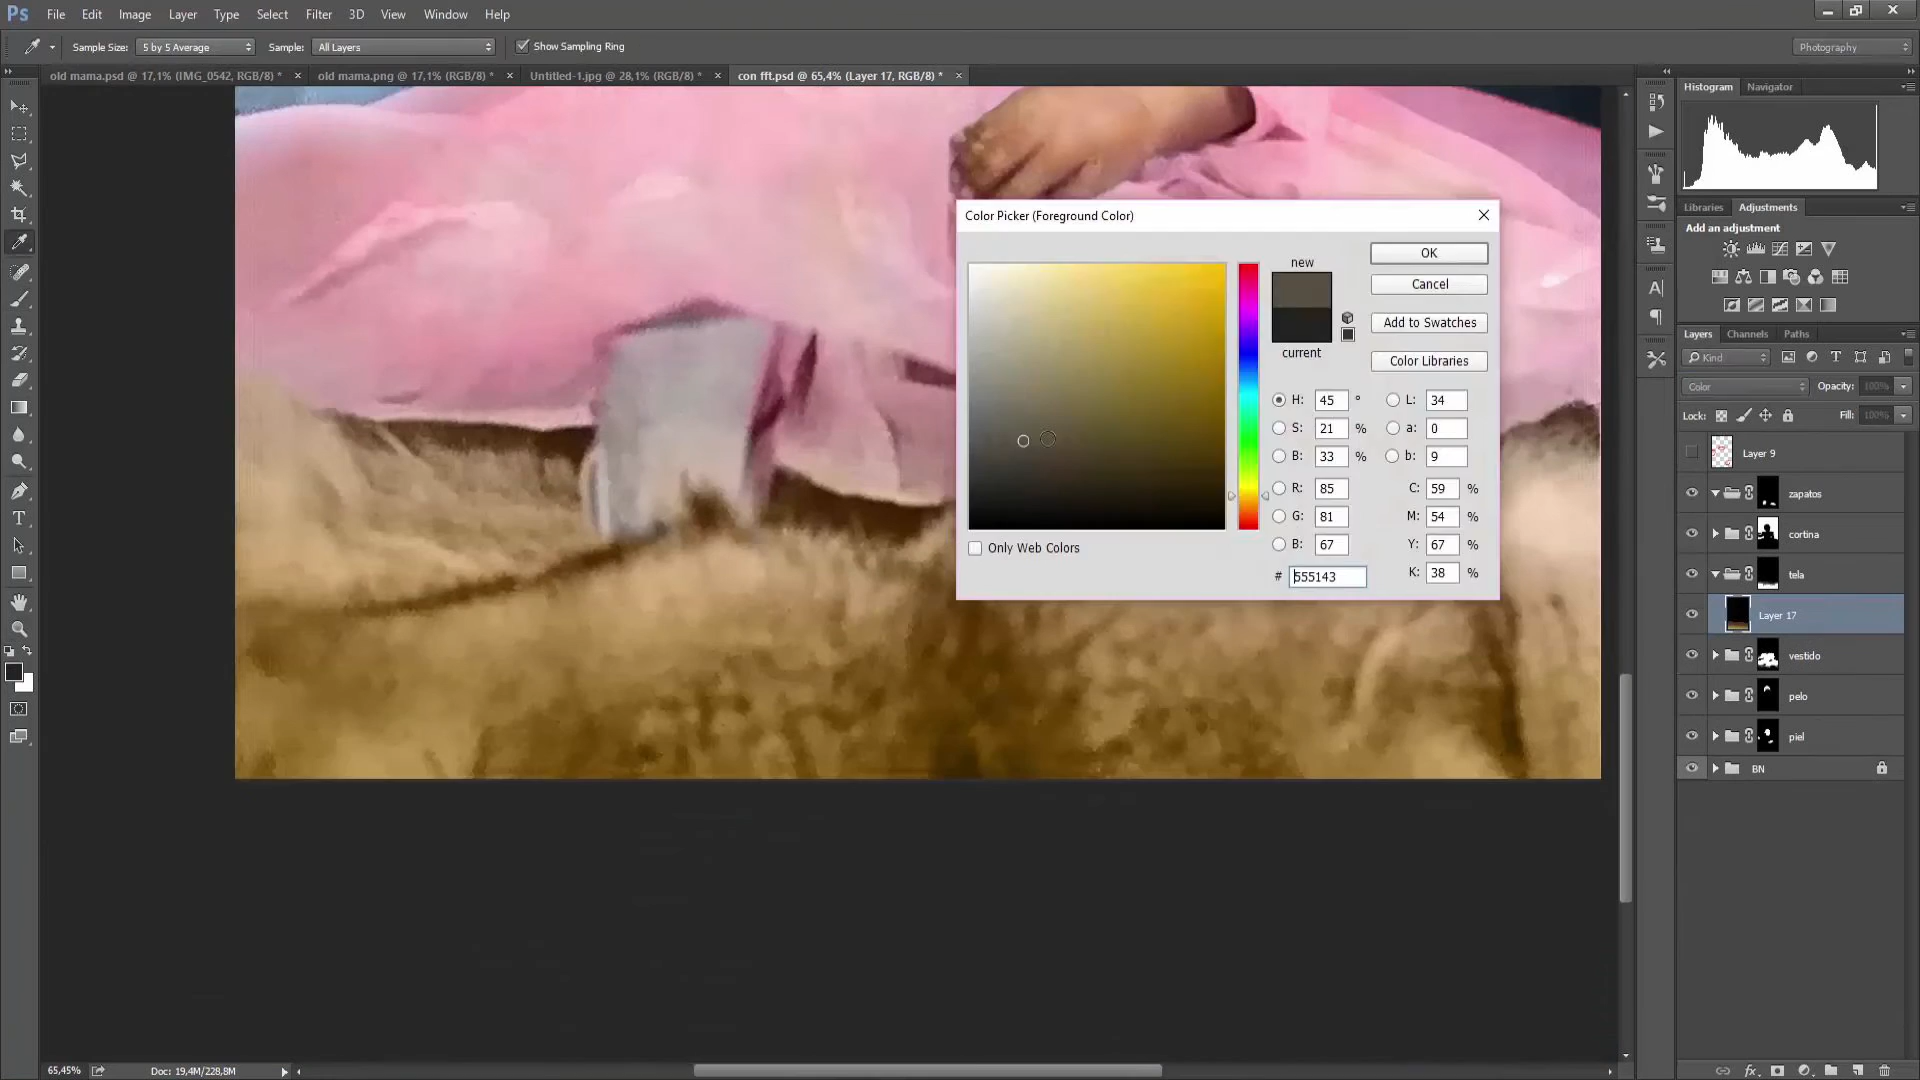 Ps File Edit Image Layer Type Select Filter 3D View Window Help
Sample Size: 5 by 5 Average Sample: All Layers Show Sampling Ring Photography
old mama.psd @ 17,1% (IMG_0542, RGB/8) * × old mama.png @ 17,1% (RGB/8) * × Untitled-1.jpg @ 28,1% (RGB/8) * × con fft.psd @ 65,4% (Layer 17, RGB/8) * ×
Histogram Navigator
Color Picker (Foreground Color)
new
current
OK
Cancel
Add to Swatches
Color Libraries
H: 45 ° L: 34
S: 21 % a: 0
B: 33 % b: 9
R: 85 C: 59 %
G: 81 M: 54 %
B: 67 Y: 67 %
# 555143 K: 38 %
Only Web Colors
Libraries Adjustments
Add an adjustment
Layers Channels Paths
Kind
Color Opacity: 100%
Lock: Fill: 100%
Layer 9
zapatos
cortina
tela
Layer 17
vestido
pelo
piel
BN
65,45% Doc: 19,4M/228,8M